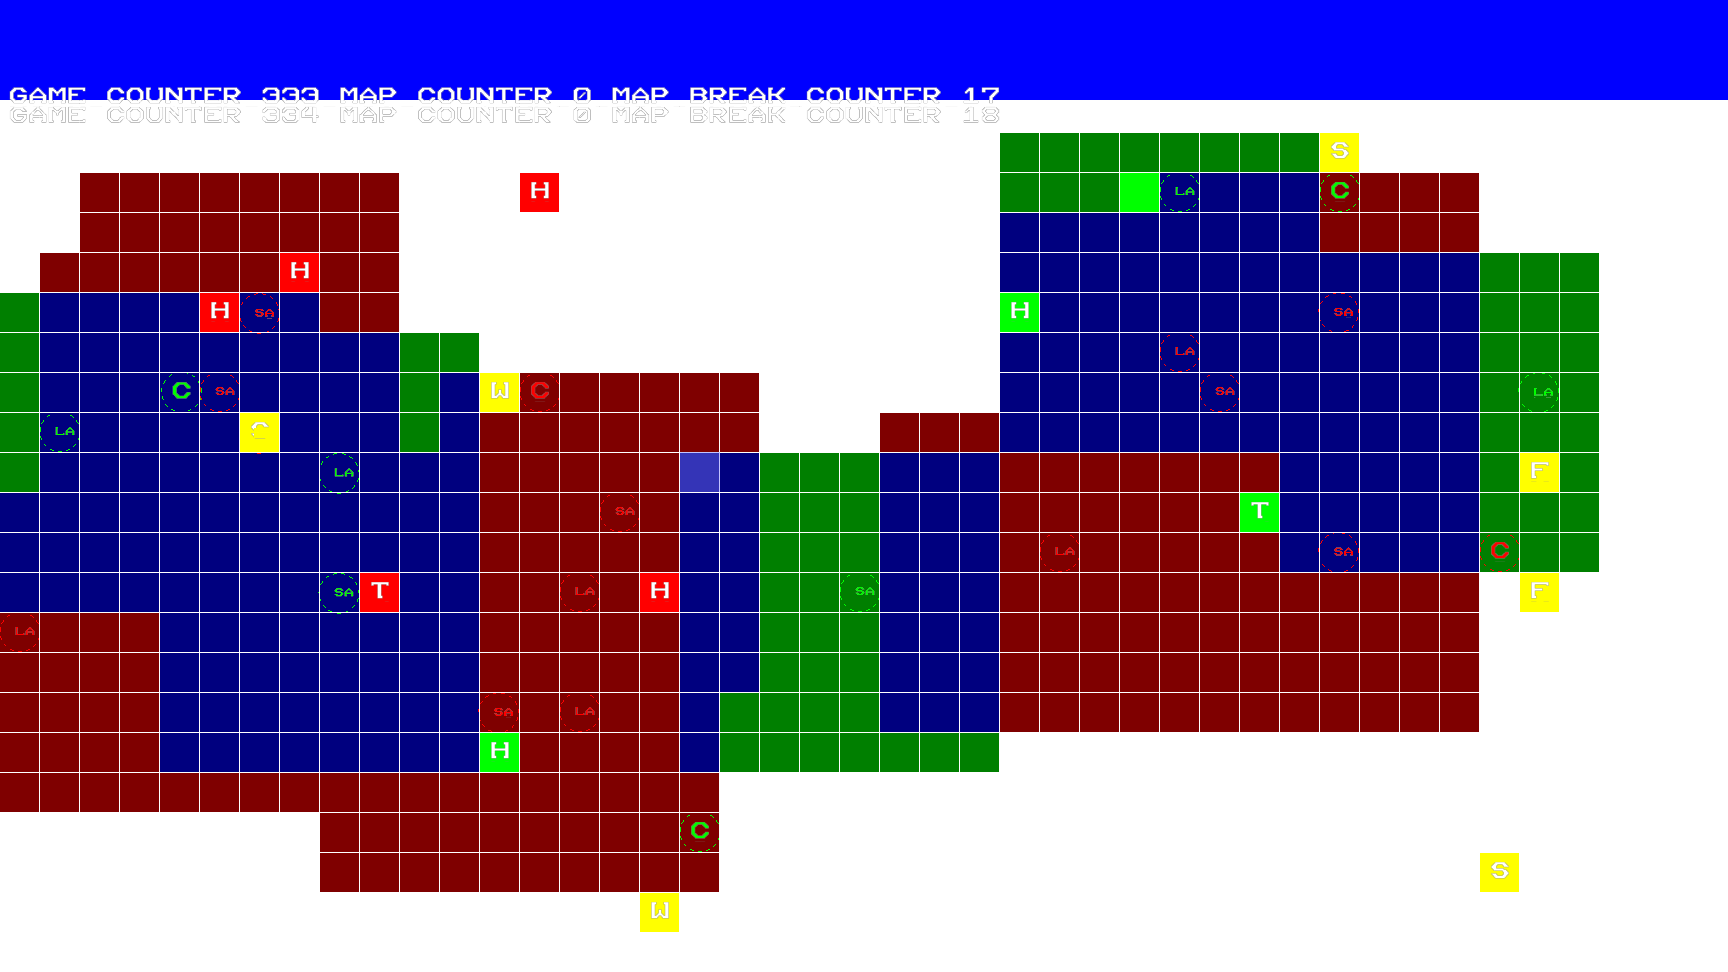 GAME COUNTER 333 MAP COUNTER 0 MAP BREAK COUNTER 17
GAME COUNTER 334 MAP COUNTER 0 MAP BREAK COUNTER 18
S
H LA C
H
H SA H SA
LA
C SA W C SA LA
LA
LA F
SA T
LA SA C
SA T LA H SA F
LA
SA LA
H
C
S
W